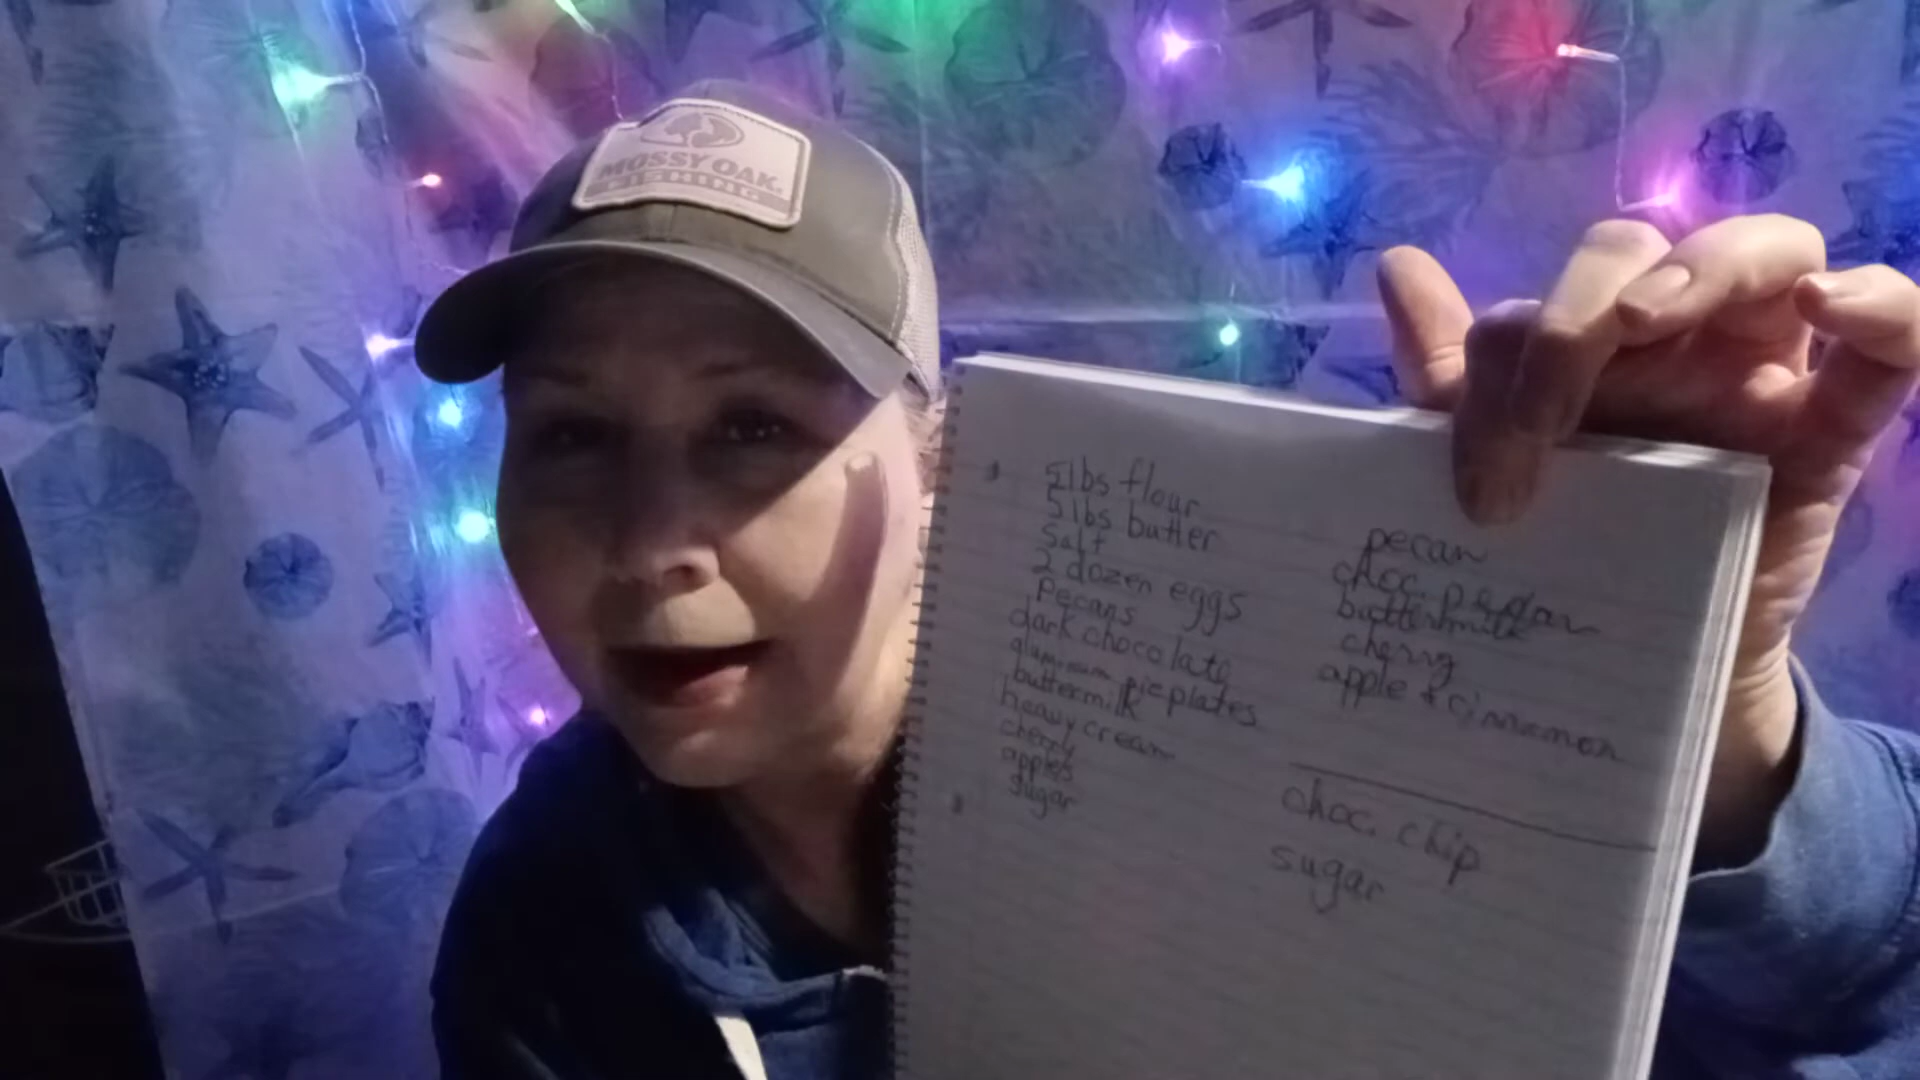 MOSSY OAK
FISHING
5lbs flour
5lbs butter
Salt
2 dozen eggs
Pecans
dark chocolate
aluminum pie plates
buttermilk
heavy cream
cherry
apples
sugar
pecan
choc. pecan
buttermilk
cherry
apple & cinnamon
choc. chip
sugar